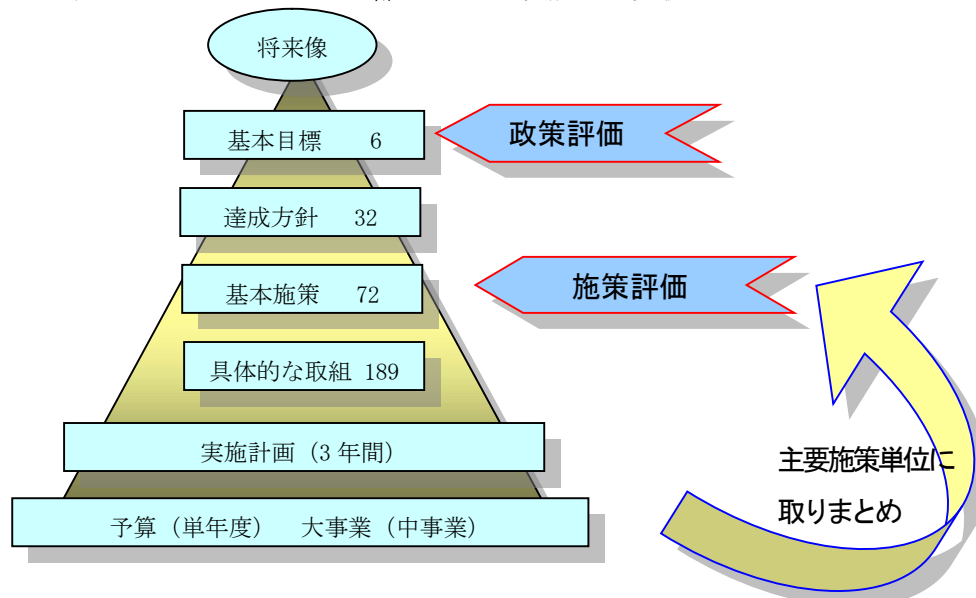 将来像
基本目標 6
政策評価
達成方針 32
基本施策 72
施策評価
具体的な取組 189
実施計画（3 年間）
主要施策単位に
取りまとめ
予算（単年度） 大事業（中事業）